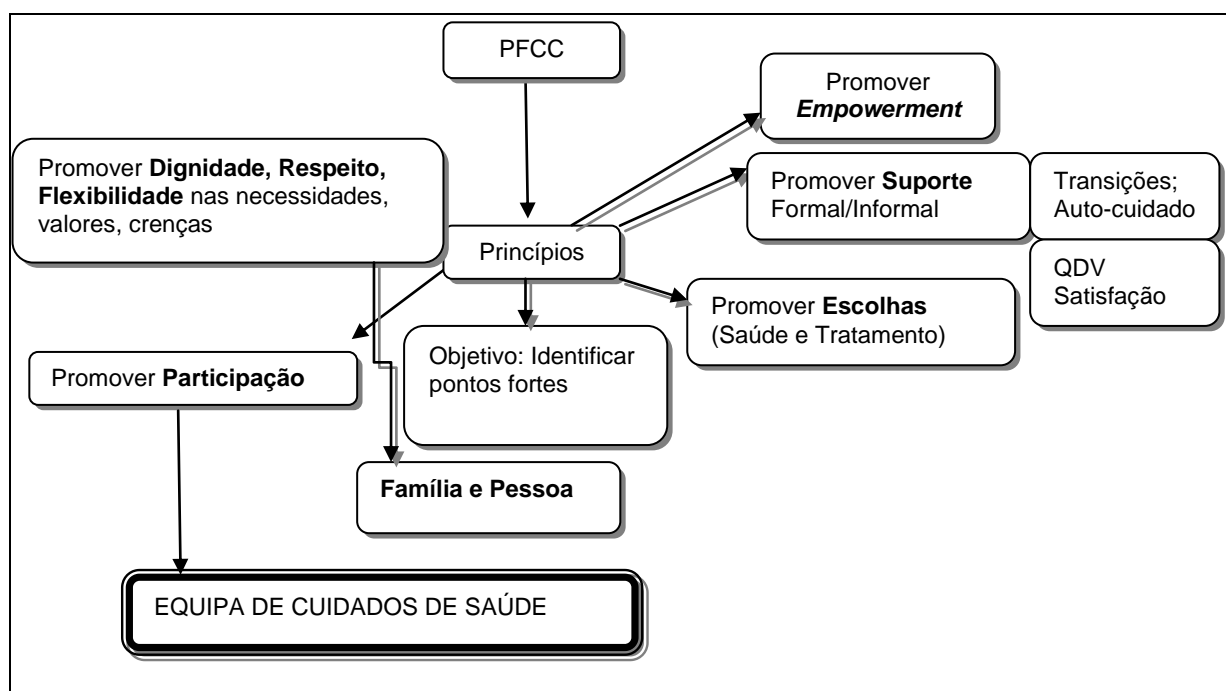 PFCC
Promover
Empowerment
Promover Dignidade, Respeito,
Flexibilidade nas necessidades,
valores, crenças
Promover Suporte
Formal/Informal
Transições;
Auto-cuidado
Princípios
QDV
Satisfação
Promover Escolhas
(Saúde e Tratamento)
Objetivo: Identificar
pontos fortes
Promover Participação
Família e Pessoa
EQUIPA DE CUIDADOS DE SAÚDE